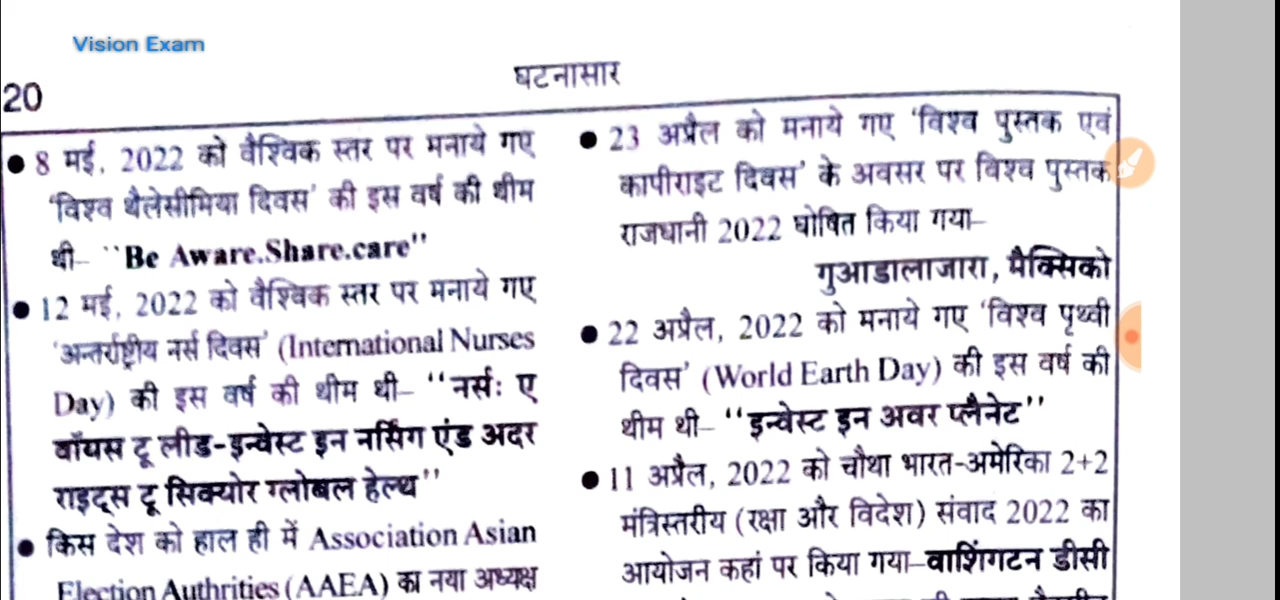 Vision Exam
घटनासार
20
8 मई, 2022 को वैश्विक स्तर पर मनाये गए
'विश्व थैलेसीमिया दिवस' की इस वर्ष की थीम
थी– ``Be Aware.Share.care"
12 मई, 2022 को वैश्विक स्तर पर मनाये गए
'अन्तर्राष्ट्रीय नर्स दिवस' (International Nurses
Day) की इस वर्ष की थीम थी– ‘‘नर्स: ए
वॉयस टू लीड-इन्वेस्ट इन नर्सिंग एंड अदर
राइट्स टू सिक्योर ग्लोबल हेल्थ’’
किस देश को हाल ही में Association Asian
Election Authrities (AAEA) का नया अध्यक्ष
23 अप्रैल को मनाये गए 'विश्व पुस्तक एवं
कापीराइट दिवस' के अवसर पर विश्व पुस्तक
राजधानी 2022 घोषित किया गया–
गुआडालाजारा, मैक्सिको
22 अप्रैल, 2022 को मनाये गए 'विश्व पृथ्वी
दिवस' (World Earth Day) की इस वर्ष की
थीम थी– ‘‘इन्वेस्ट इन अवर प्लैनेट’’
11 अप्रैल, 2022 को चौथा भारत-अमेरिका 2+2
मंत्रिस्तरीय (रक्षा और विदेश) संवाद 2022 का
आयोजन कहां पर किया गया–वाशिंगटन डीसी